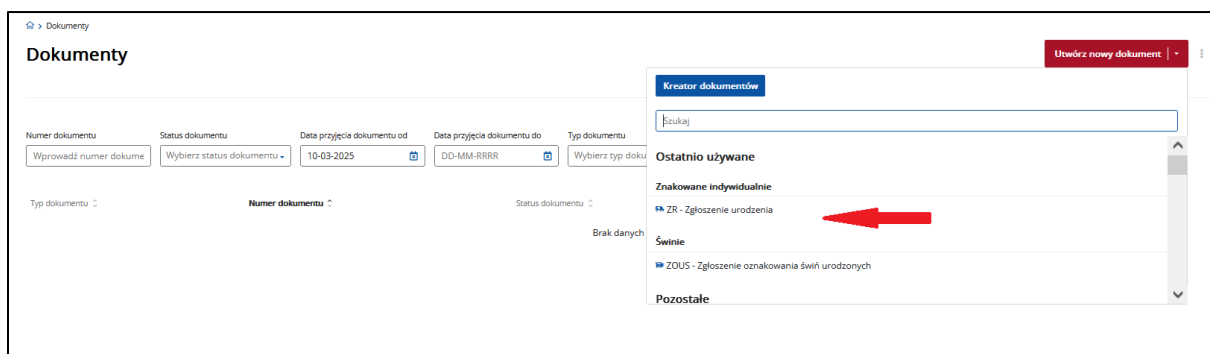 > Dokumenty
Dokumenty
Utwórz nowy dokument
Kreator dokumentów
Szukaj
Numer dokumentu Status dokumentu Data przyjęcia dokumentu od Data przyjęcia dokumentu do Typ dokumentu
Wprowadź numer dokume Wybierz status dokumentu 10-03-2025 DD-MM-RRRR Wybierz typ doku
Ostatnio używane
Znakowane indywidualnie
Typ dokumentu Numer dokumentu Status dokumentu
ZR - Zgłoszenie urodzenia
Brak danych
Świnie
ZOUS - Zgłoszenie oznakowania świń urodzonych
Pozostałe